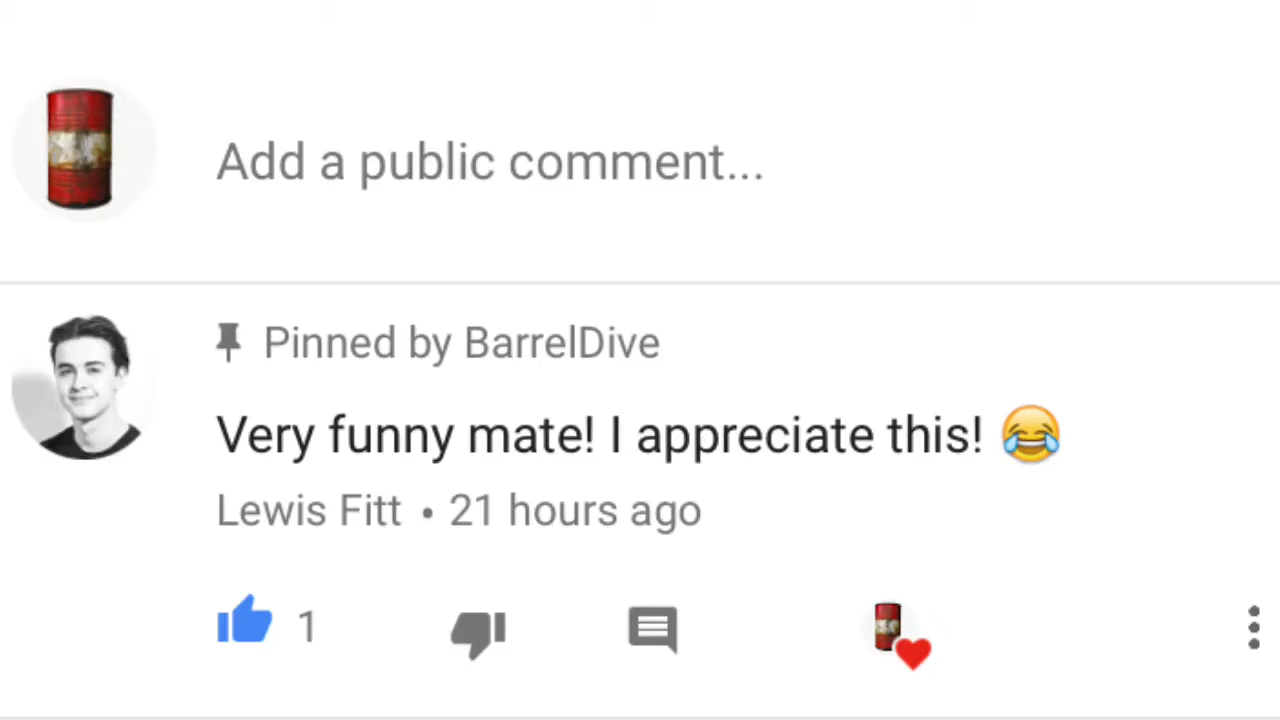 Add a public comment...
Pinned by BarrelDive
Very funny mate! I appreciate this! 😂
Lewis Fitt • 21 hours ago
1